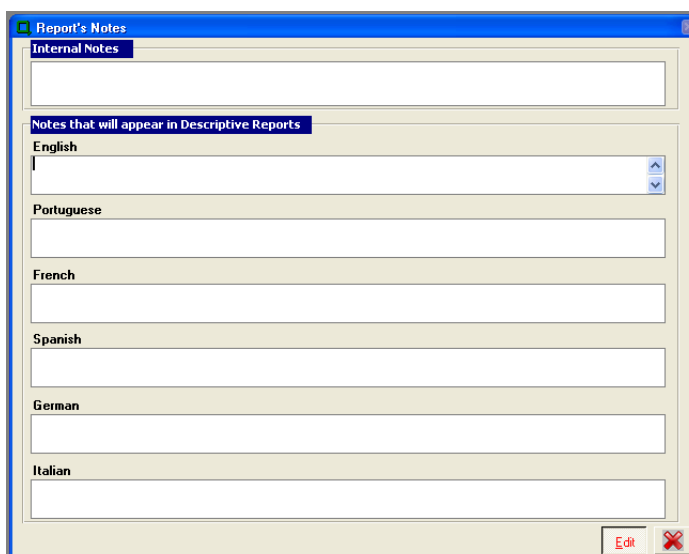 Report's Notes
Internal Notes
Notes that will appear in Descriptive Reports
English
Portuguese
French
Spanish
German
Italian
Edit